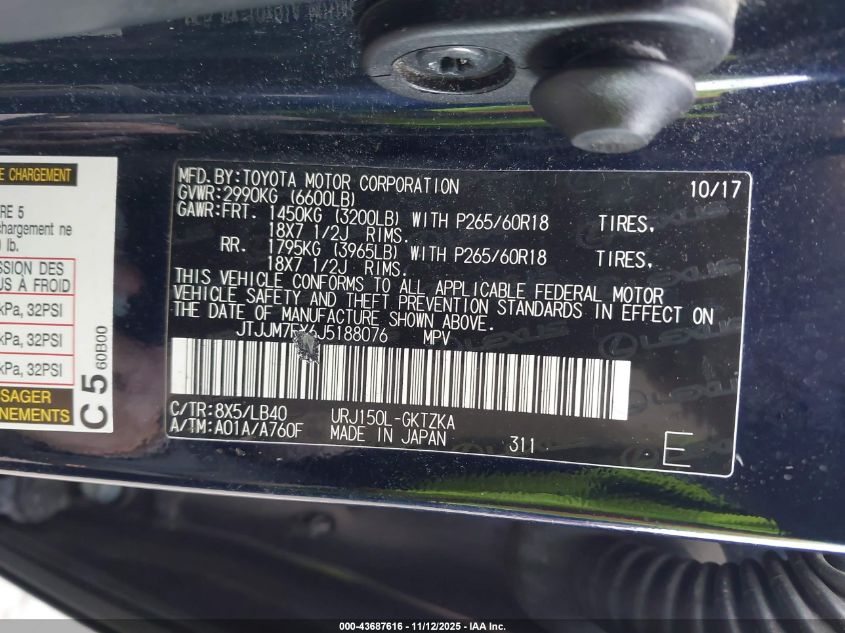 E CHARGEMENT
RE 5
chargement ne
lb.
SSION DES
US À FROID
kPa, 32PSI
kPa, 32PSI
kPa, 32PSI
SAGER
NEMENTS
C 5 60B00
MFD. BY: TOYOTA MOTOR CORPORATION 10/17
GVWR: 2990KG (6600LB)
GAWR: FRT. 1450KG (3200LB) WITH P265/60R18 TIRES,
18X7 1/2J RIMS.
RR. 1795KG (3965LB) WITH P265/60R18 TIRES,
18X7 1/2J RIMS.
THIS VEHICLE CONFORMS TO ALL APPLICABLE FEDERAL MOTOR
VEHICLE SAFETY AND THEFT PREVENTION STANDARDS IN EFFECT ON
THE DATE OF MANUFACTURE SHOWN ABOVE.
MPV
C/TR: 8X5/LB40 URJ150L-GKTZKA
A/TM: A01A/A760F MADE IN JAPAN 311 E
LEXUS
000-43687616 - 11/12/2025 - IAA Inc.